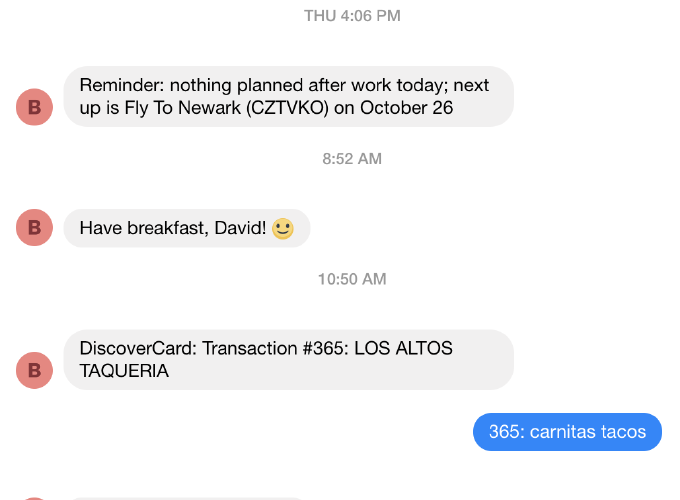 THU 4:06 PM
Reminder: nothing planned after work today; next
up is Fly To Newark (CZTVKO) on October 26
B
8:52 AM
B
Have breakfast, David! 🙂
10:50 AM
DiscoverCard: Transaction #365: LOS ALTOS
TAQUERIA
B
365: carnitas tacos